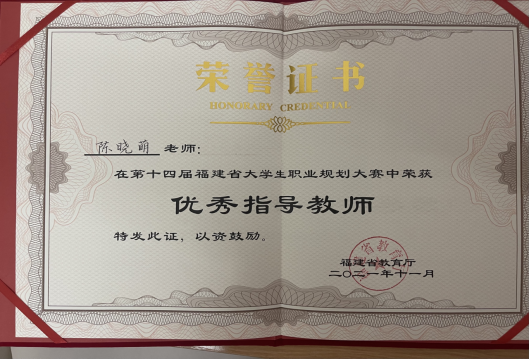 荣誉证书
HONORARY CREDENTIAL
陈晓萌 老师：
在第十四届福建省大学生职业规划大赛中荣获
优秀指导教师
特发此证，以资鼓励。
福建省教育厅
二〇二一年十一月